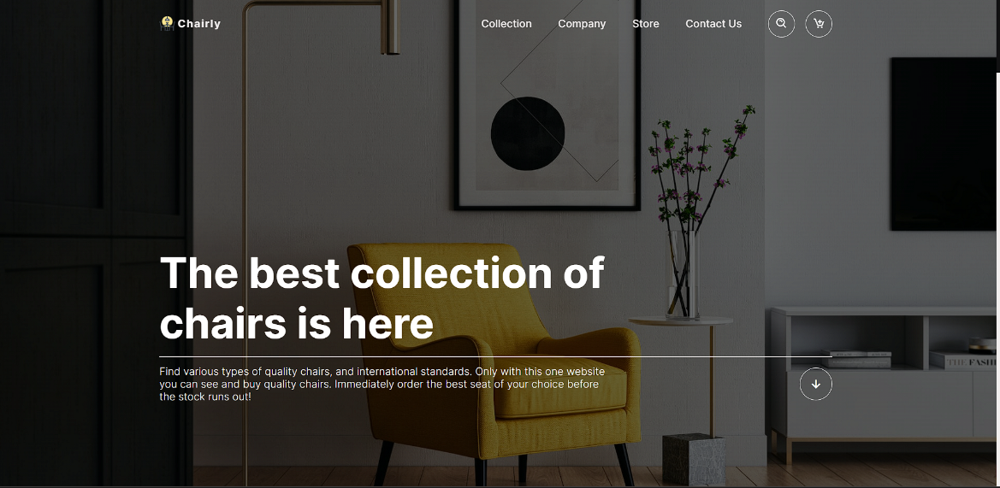 Chairly
Collection
Company
Store
Contact Us
The best collection of
chairs is here
Find various types of quality chairs, and international standards. Only with this one website
you can see and buy quality chairs. Immediately order the best seat of your choice before
the stock runs out!
THE FASH